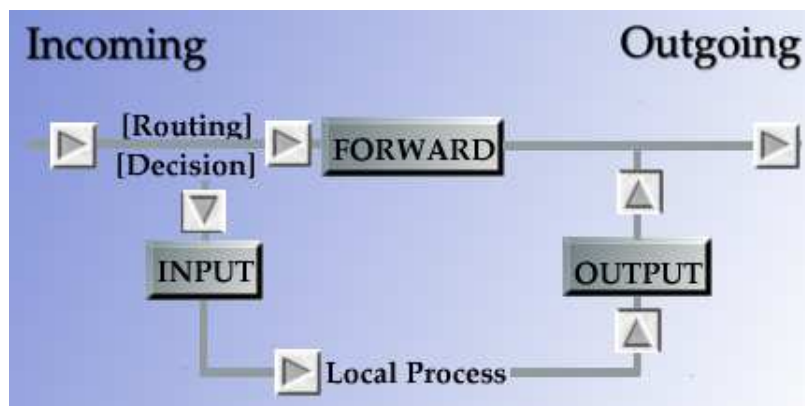 Incoming
Outgoing
[Routing]
[Decision]
FORWARD
INPUT
OUTPUT
Local Process